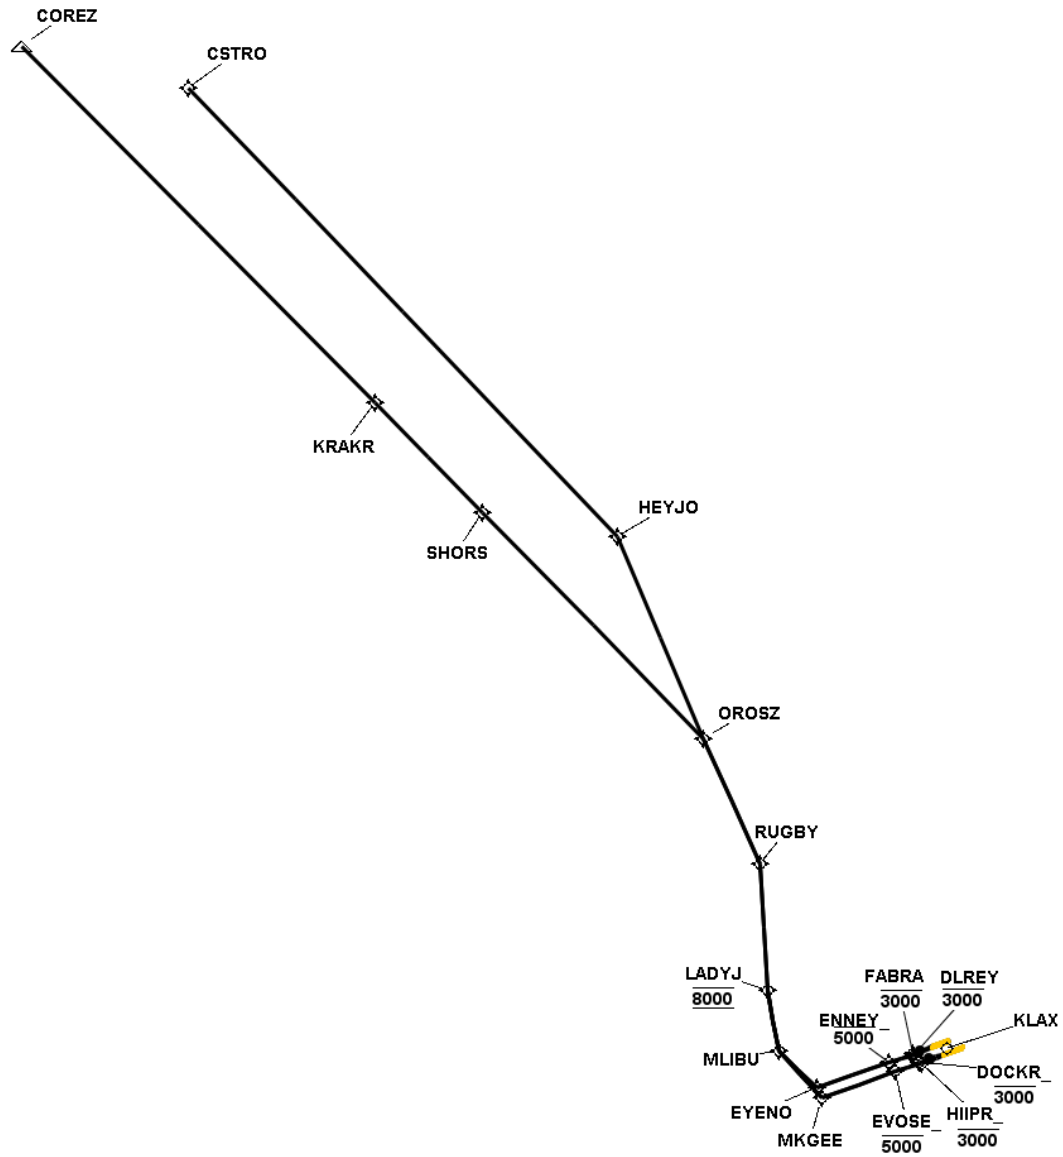 COREZ
CSTRO
KRAKR
HEYJO
SHORS
OROSZ
RUGBY
LADYJ
8000
FABRA
3000
DLREY
3000
ENNEY_
5000
KLAX
MLIBU
DOCKR_
3000
EYENO
MKGEE
EVOSE_
5000
HIIPR_
3000